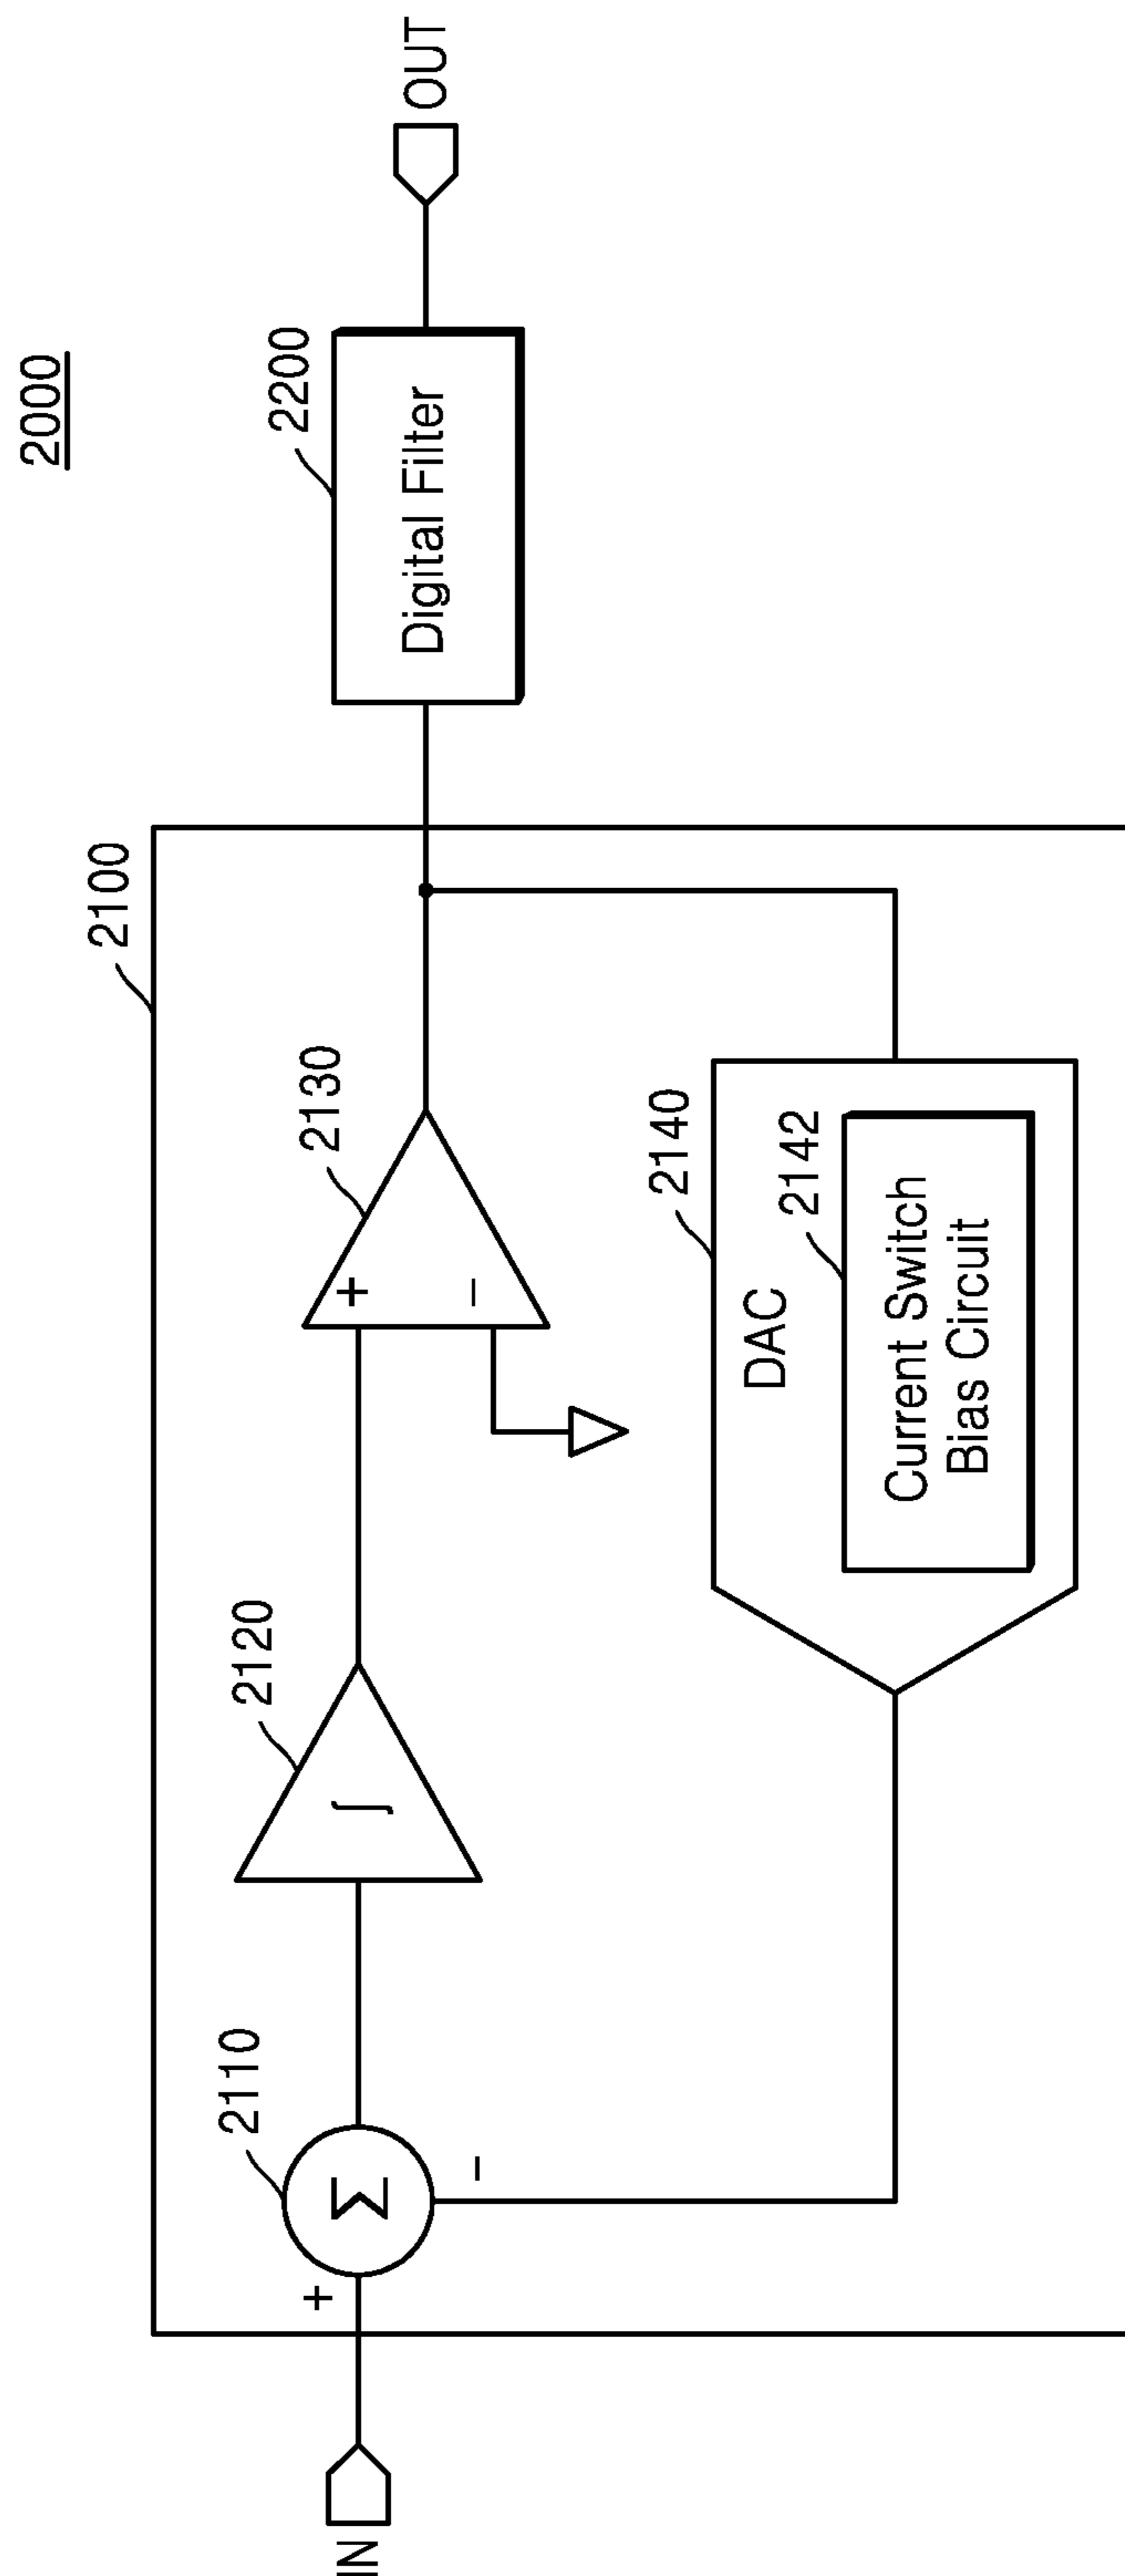 2000
2100
2110
Σ
+
−
IN
2120
∫
2130
+
−
2200
Digital Filter
OUT
2140
DAC
2142
Current Switch
Bias Circuit